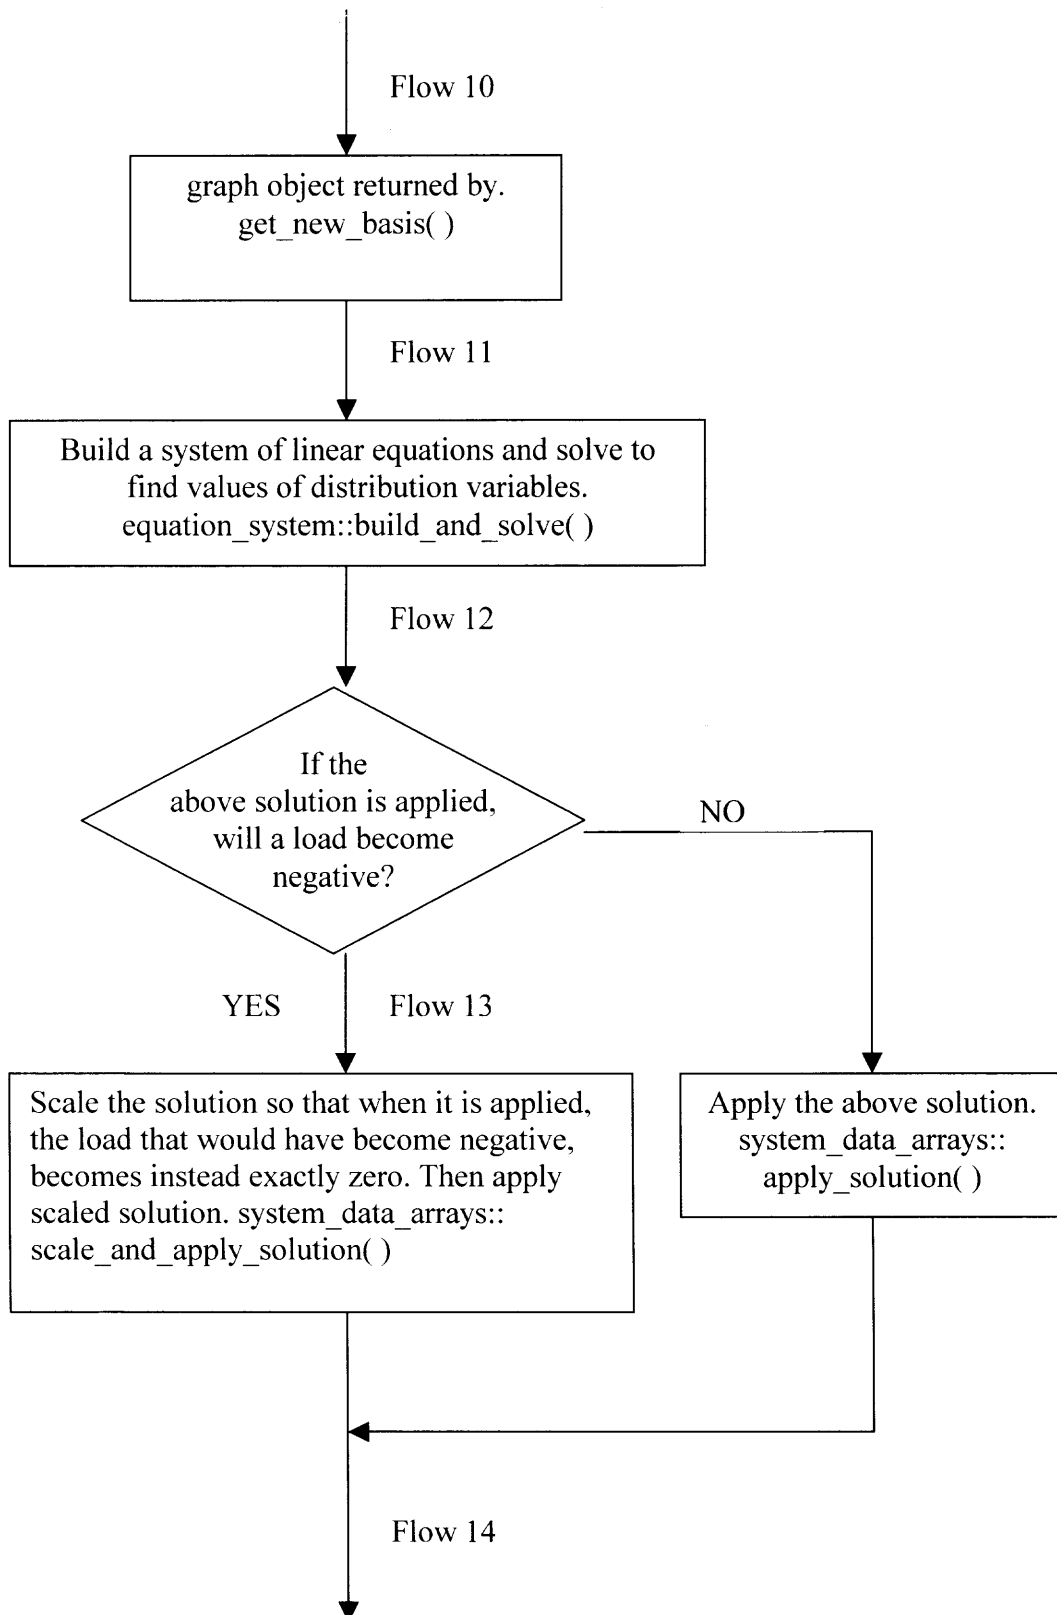 Flow 10
graph object returned by.
get_new_basis( )
Flow 11
Build a system of linear equations and solve to
find values of distribution variables.
equation_system::build_and_solve( )
Flow 12
If the
above solution is applied,
will a load become
negative?
NO
YES
Flow 13
Scale the solution so that when it is applied,
the load that would have become negative,
becomes instead exactly zero. Then apply
scaled solution. system_data_arrays::
scale_and_apply_solution( )
Apply the above solution.
system_data_arrays::
apply_solution( )
Flow 14